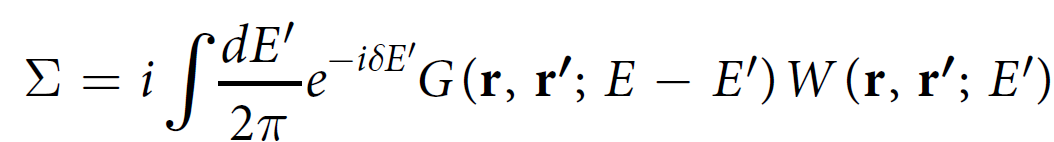 Σ = i ∫ dE′/2π e^{−iδE′} G(r, r′; E − E′) W(r, r′; E′)